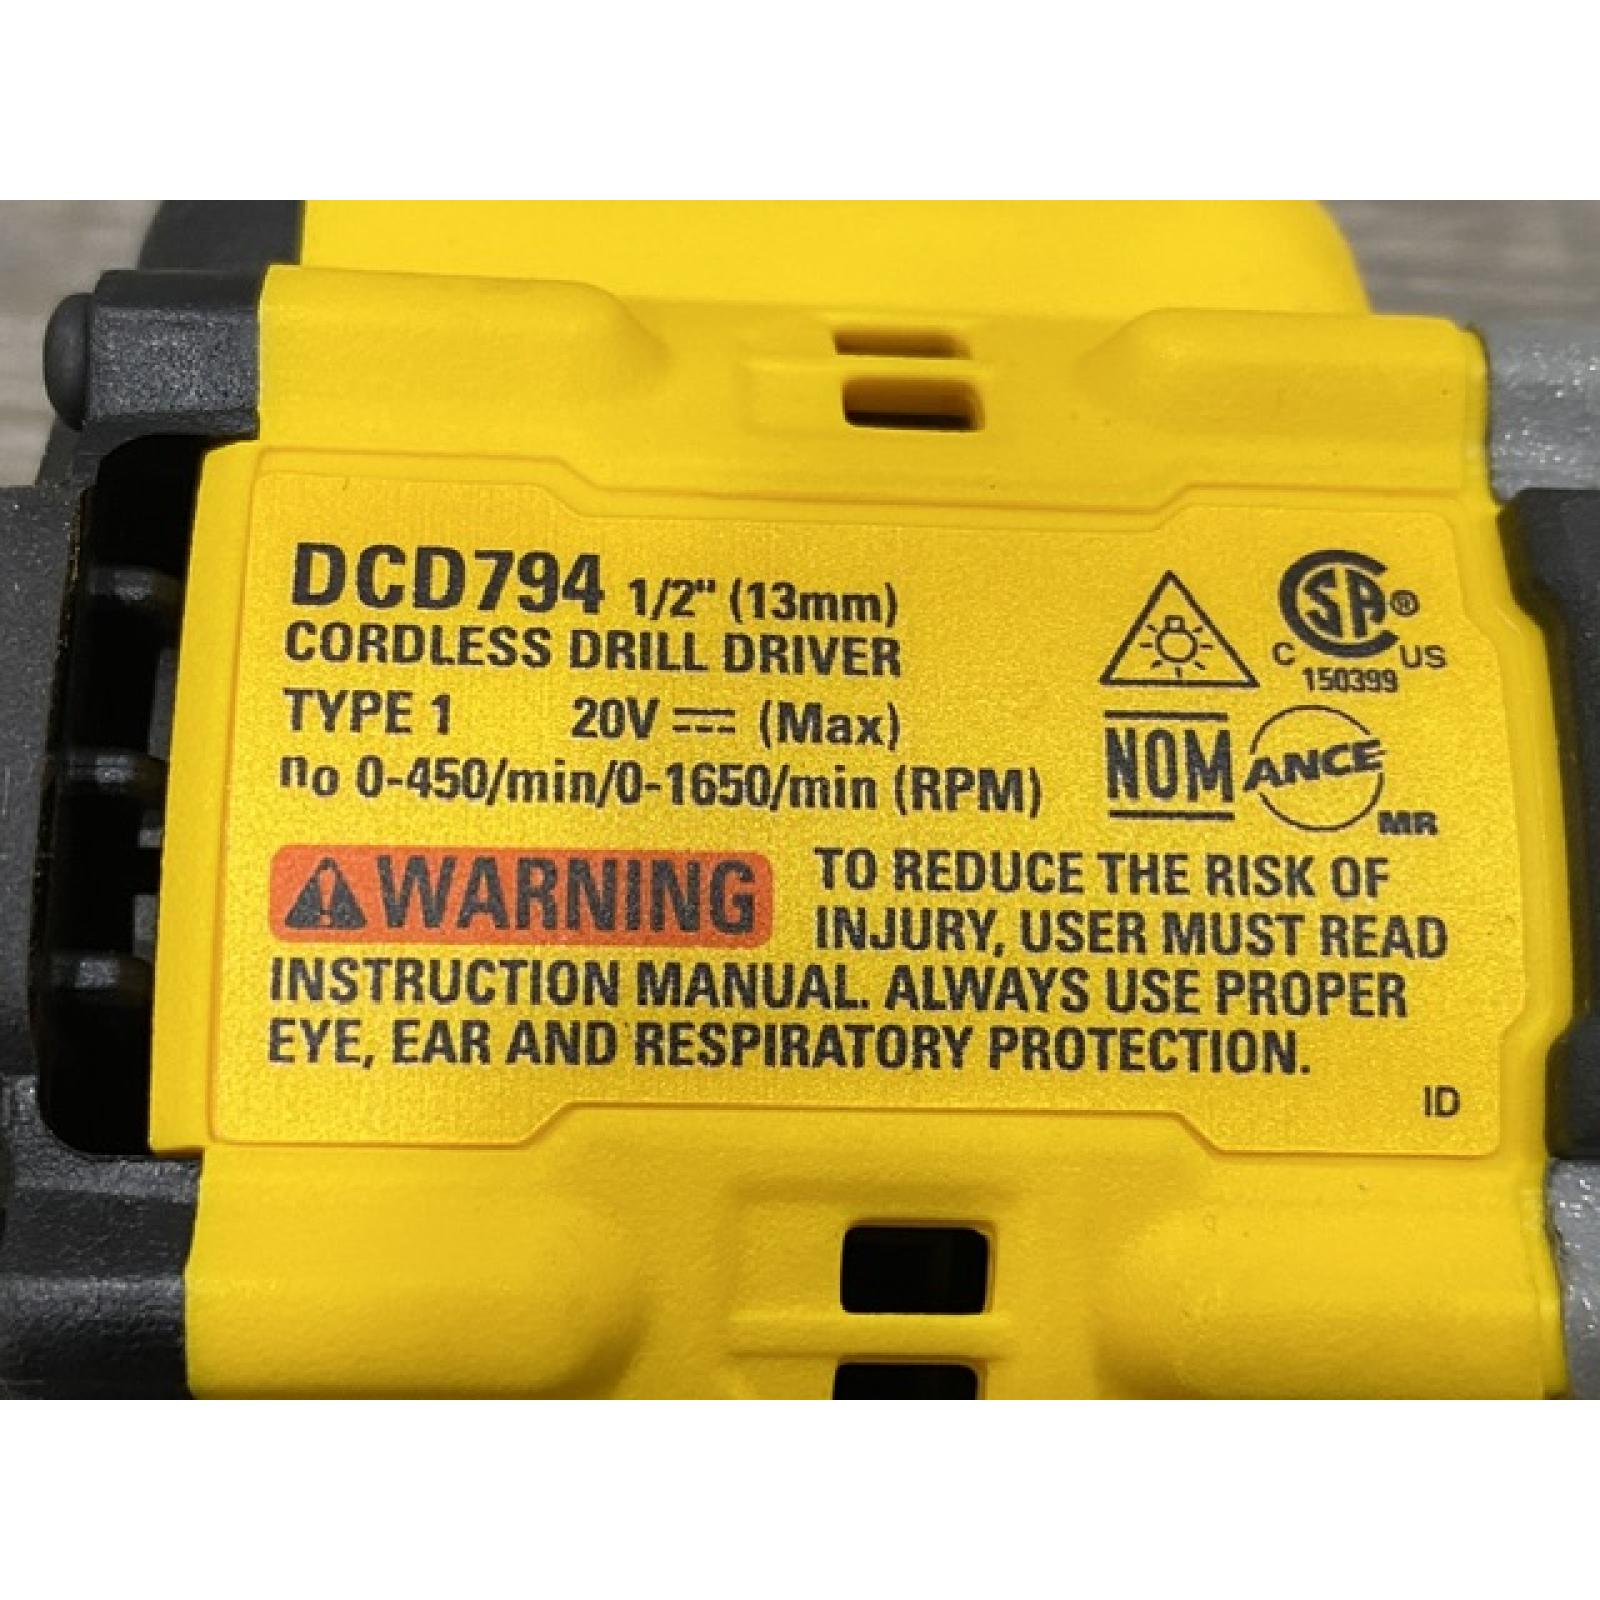 DCD794 1/2" (13mm)
CORDLESS DRILL DRIVER
TYPE 1 20V ⎓ (Max)
no 0-450/min/0-1650/min (RPM)
CSA®
C US
150399
NOM ANCE
MR
⚠WARNING TO REDUCE THE RISK OF
INJURY, USER MUST READ
INSTRUCTION MANUAL. ALWAYS USE PROPER
EYE, EAR AND RESPIRATORY PROTECTION.
ID